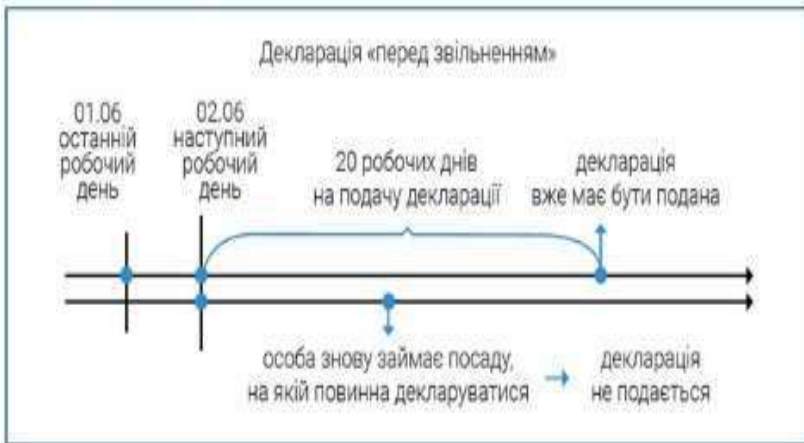 Декларація «перед звільненням»
01.06
останній
робочий
день
02.06
наступний
робочий
день
20 робочих днів
на подачу декларації
декларація
вже має бути подана
особа знову займає посаду,
на якій повинна декларуватися
декларація
не подається